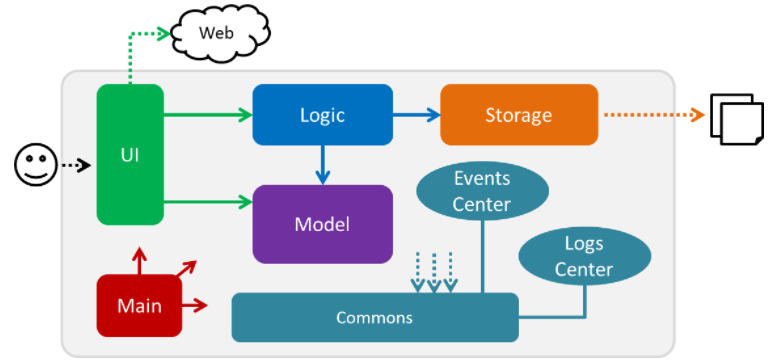 Web
UI
Logic
Storage
Model
Events
Center
Logs
Center
Main
Commons